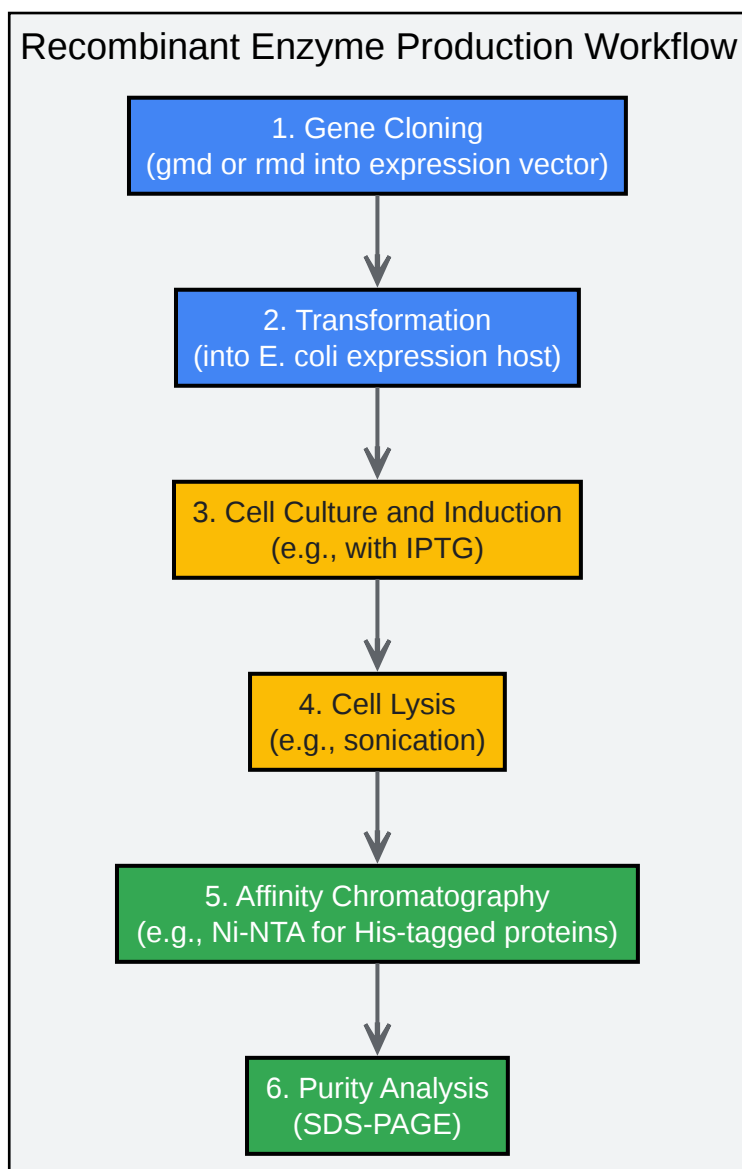 Recombinant Enzyme Production Workflow
1. Gene Cloning
(gmd or rmd into expression vector)
2. Transformation
(into E. coli expression host)
3. Cell Culture and Induction
(e.g., with IPTG)
4. Cell Lysis
(e.g., sonication)
5. Affinity Chromatography
(e.g., Ni-NTA for His-tagged proteins)
6. Purity Analysis
(SDS-PAGE)